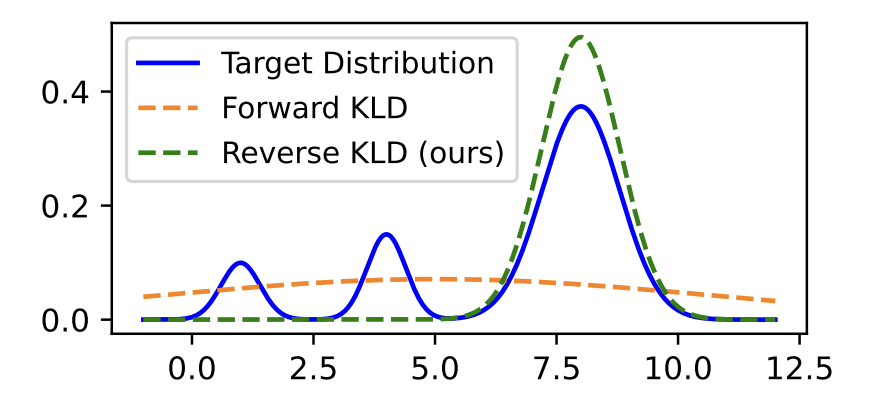 Target Distribution
Forward KLD
Reverse KLD (ours)
0.4
0.2
0.0
0.0 2.5 5.0 7.5 10.0 12.5